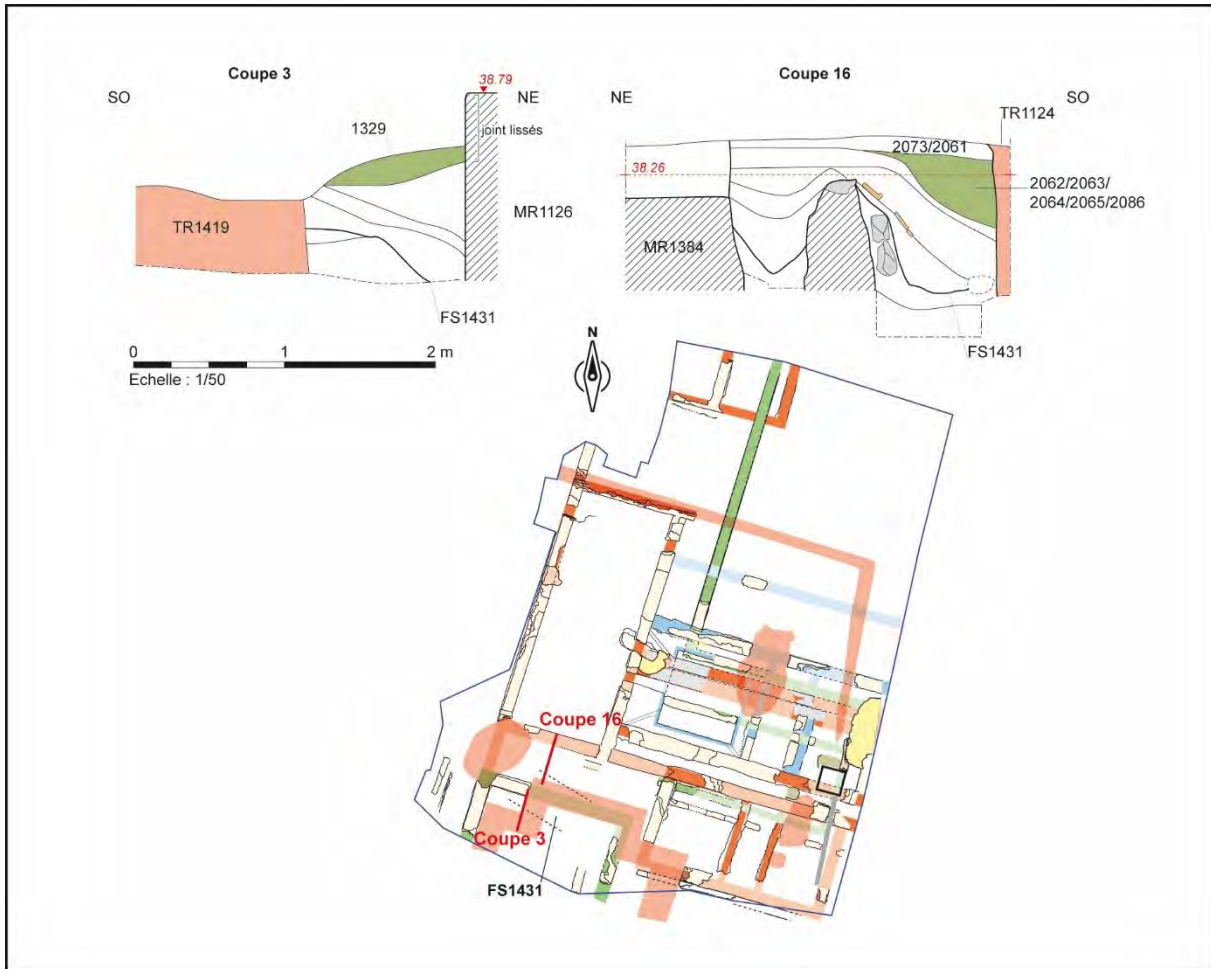 Coupe 3
38.79
SO
NE
1329
joint lissés
TR1419
MR1126
FS1431
Coupe 16
NE
SO
TR1124
2073/2061
38.26
2062/2063/
2064/2065/2086
MR1384
FS1431
0 1 2 m
Echelle : 1/50
N
Coupe 16
Coupe 3
FS1431